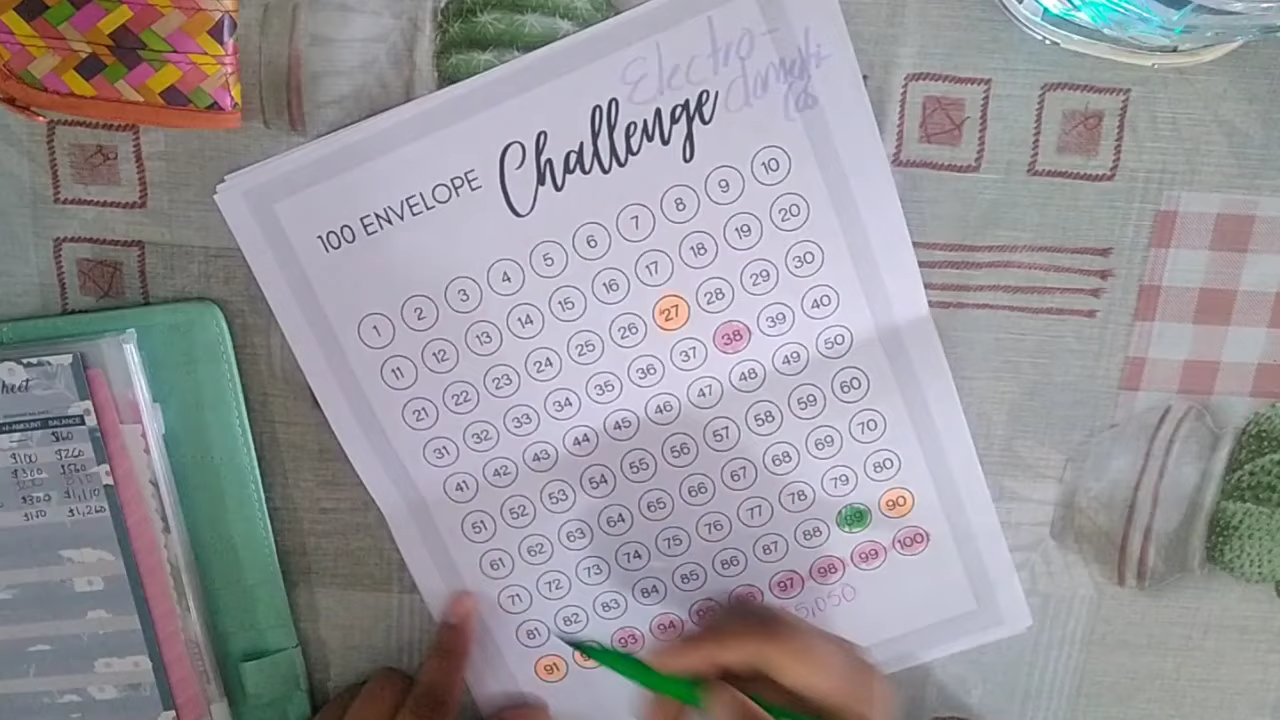 Electro-
100 ENVELOPE Challenge
1 2 3 4 5 6 7 8 9 10
11 12 13 14 15 16 17 18 19 20
21 22 23 24 25 26 27 28 29 30
31 32 33 34 35 36 37 38 39 40
41 42 43 44 45 46 47 48 49 50
51 52 53 54 55 56 57 58 59 60
61 62 63 64 65 66 67 68 69 70
71 72 73 74 75 76 77 78 79 80
81 82 83 84 85 86 87 88 89 90
91 93 94 97 98 99 100
5,050
heet
+/-AMOUNT BALANCE
$160
$100 $260
$300 $560
$300 $1,110
$150 $1,260